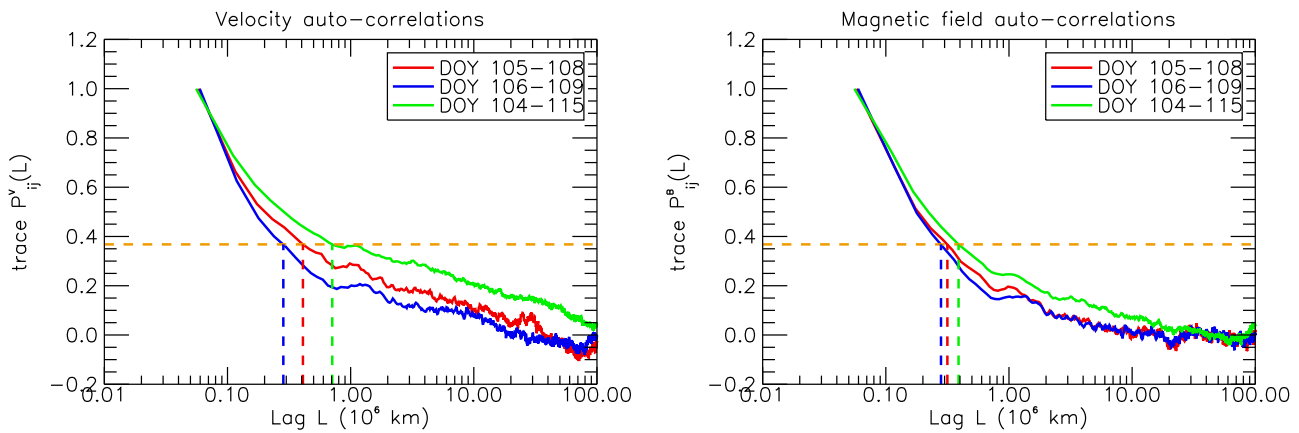 Velocity auto-correlations
1.2
1.0
0.8
0.6
0.4
0.2
0.0
-0.2
trace P^V_ij(L)
DOY 105-108
DOY 106-109
DOY 104-115
0.01 0.10 1.00 10.00 100.00
Lag L (10^6 km)
Magnetic field auto-correlations
1.2
1.0
0.8
0.6
0.4
0.2
0.0
-0.2
trace P^B_ij(L)
DOY 105-108
DOY 106-109
DOY 104-115
0.01 0.10 1.00 10.00 100.00
Lag L (10^6 km)